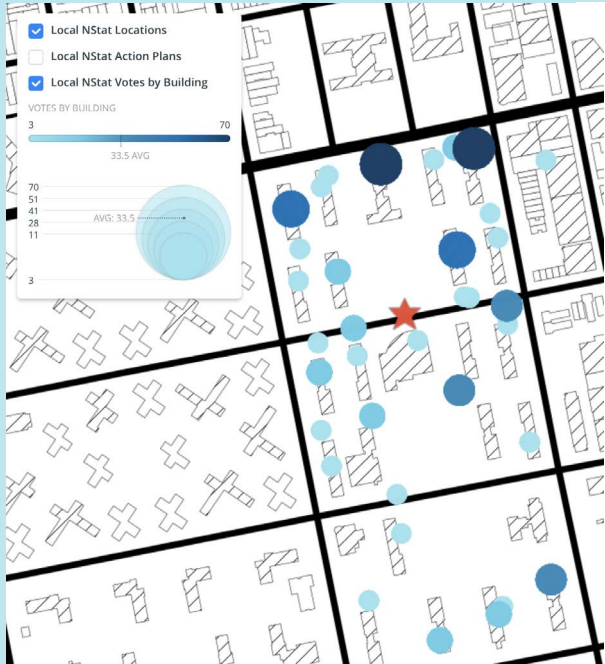 Local NStat Locations
Local NStat Action Plans
Local NStat Votes by Building
VOTES BY BUILDING
3 70
33.5 AVG
70
51
41
28
11
3
AVG: 33.5